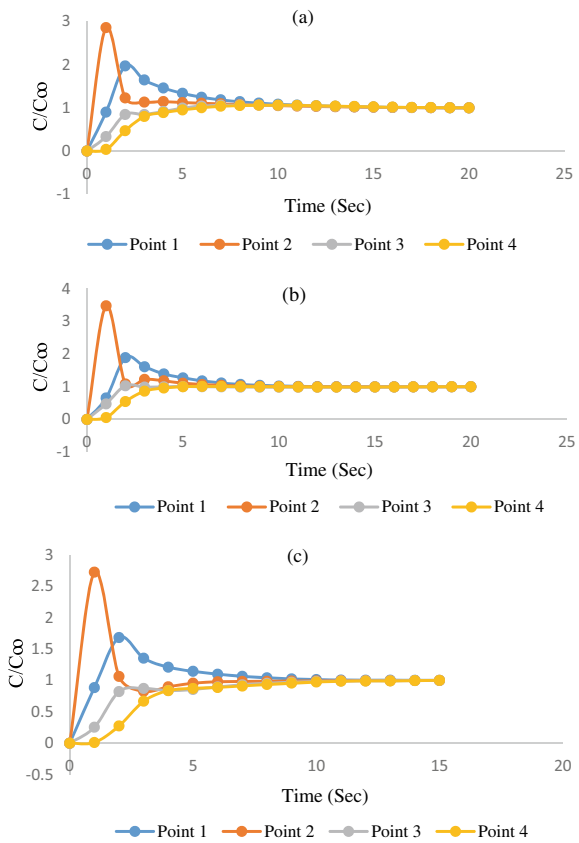 (a)
3
2
1
0
-1
C/C∞
0
5
10
15
20
25
Time (Sec)
Point 1
Point 2
Point 3
Point 4
(b)
4
3
2
1
0
-1
C/C∞
0
5
10
15
20
25
Time (Sec)
Point 1
Point 2
Point 3
Point 4
(c)
3
2.5
2
1.5
1
0.5
0
-0.5
C/C∞
0
5
10
15
20
Time (Sec)
Point 1
Point 2
Point 3
Point 4